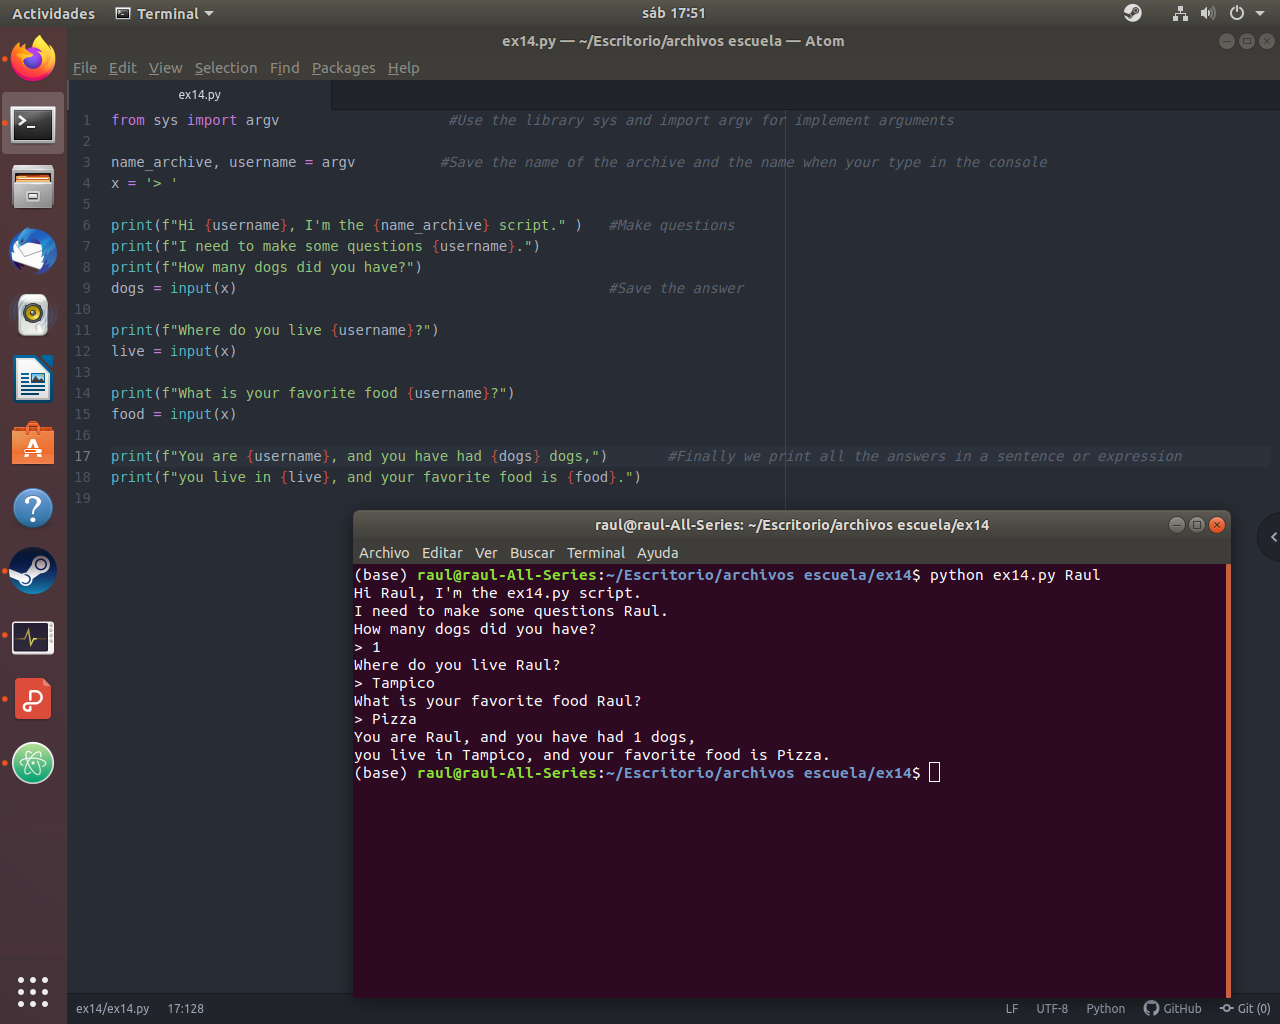 Actividades Terminal sáb 17:51
ex14.py — ~/Escritorio/archivos escuela — Atom
File Edit View Selection Find Packages Help
ex14.py
1 from sys import argv #Use the library sys and import argv for implement arguments
2
3 name_archive, username = argv #Save the name of the archive and the name when your type in the console
4 x = '> '
5
6 print(f"Hi {username}, I'm the {name_archive} script." ) #Make questions
7 print(f"I need to make some questions {username}.")
8 print(f"How many dogs did you have?")
9 dogs = input(x) #Save the answer
10
11 print(f"Where do you live {username}?")
12 live = input(x)
13
14 print(f"What is your favorite food {username}?")
15 food = input(x)
16
17 print(f"You are {username}, and you have had {dogs} dogs,") #Finally we print all the answers in a sentence or expression
18 print(f"you live in {live}, and your favorite food is {food}.")
19
raul@raul-All-Series: ~/Escritorio/archivos escuela/ex14
Archivo Editar Ver Buscar Terminal Ayuda
(base) raul@raul-All-Series:~/Escritorio/archivos escuela/ex14$ python ex14.py Raul
Hi Raul, I'm the ex14.py script.
I need to make some questions Raul.
How many dogs did you have?
> 1
Where do you live Raul?
> Tampico
What is your favorite food Raul?
> Pizza
You are Raul, and you have had 1 dogs,
you live in Tampico, and your favorite food is Pizza.
(base) raul@raul-All-Series:~/Escritorio/archivos escuela/ex14$
ex14/ex14.py 17:128 LF UTF-8 Python GitHub Git (0)